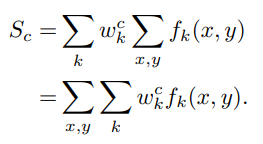 S_c = \sum_k w_k^c \sum_{x,y} f_k(x, y)
= \sum_{x,y} \sum_k w_k^c f_k(x, y).